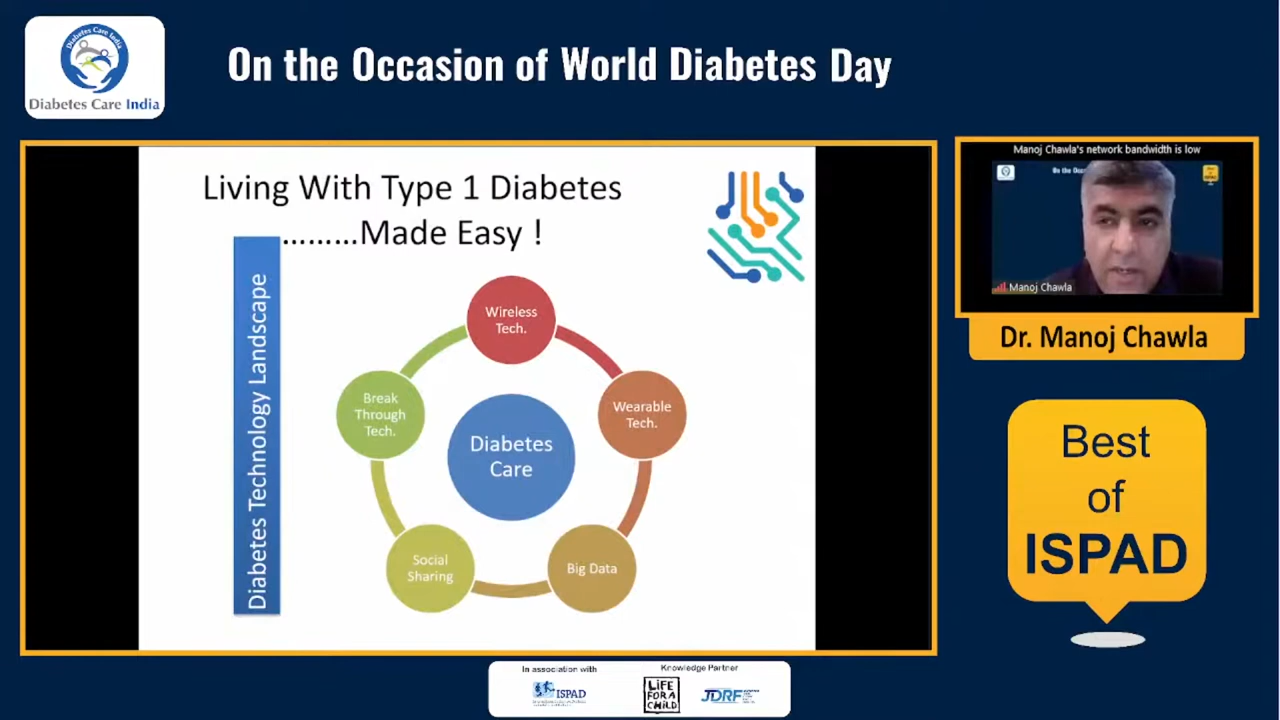 Diabetes Care India
Diabetes Care India
On the Occasion of World Diabetes Day
Living With Type 1 Diabetes
.........Made Easy !
Diabetes Technology Landscape
Wireless
Tech.
Wearable
Tech.
Big Data
Social
Sharing
Break
Through
Tech.
Diabetes
Care
Manoj Chawla's network bandwidth is low
Manoj Chawla
Dr. Manoj Chawla
Best
of
ISPAD
In association with
ISPAD
Knowledge Partner
LiFE
FOR A
CHiLD
JDRF